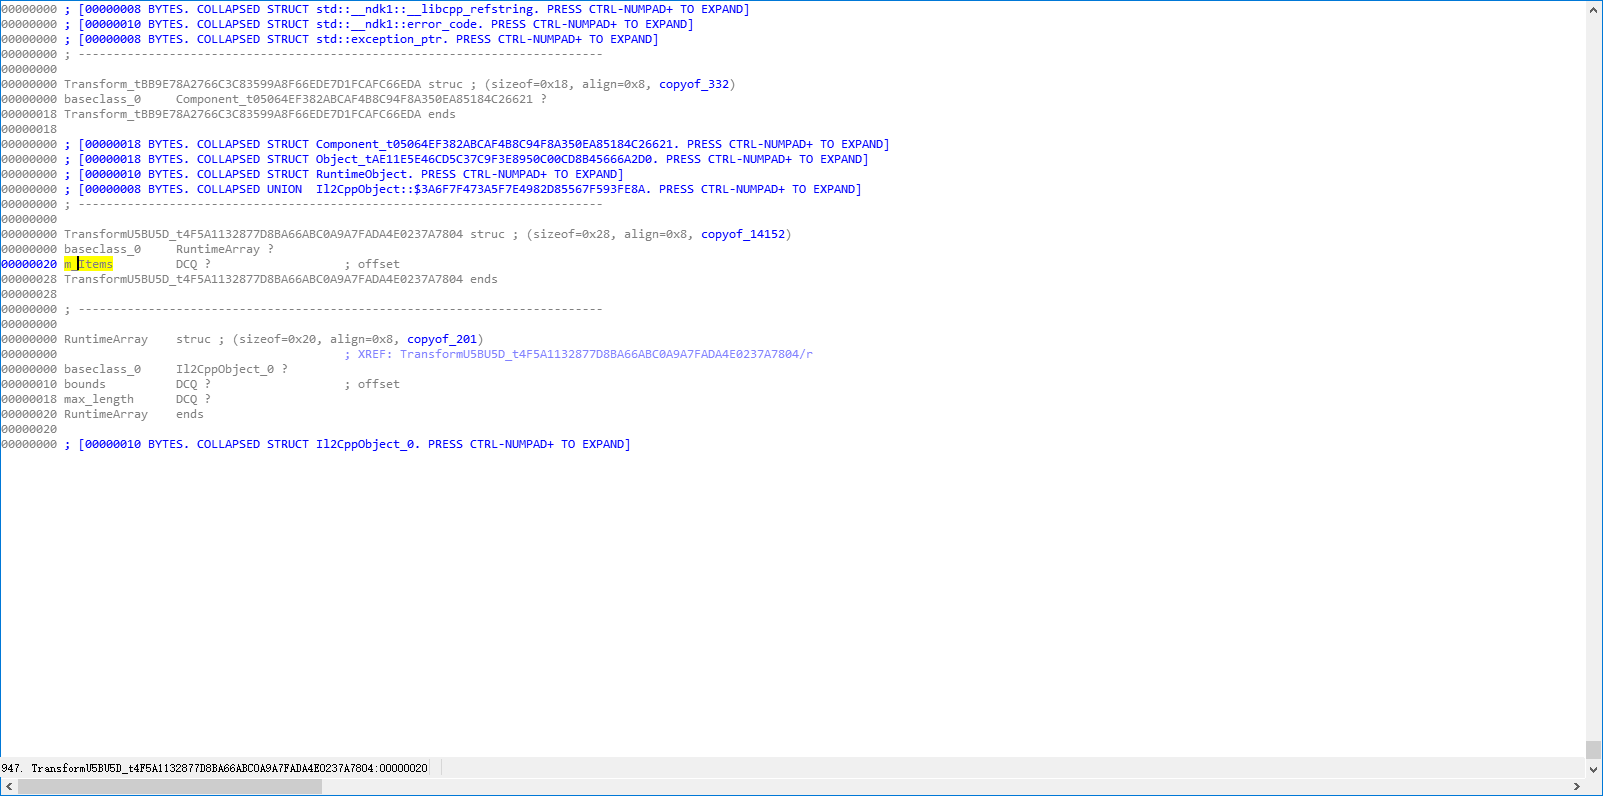 00000000 ; [00000008 BYTES. COLLAPSED STRUCT std::__ndk1::__libcpp_refstring. PRESS CTRL-NUMPAD+ TO EXPAND]
00000000 ; [00000010 BYTES. COLLAPSED STRUCT std::__ndk1::error_code. PRESS CTRL-NUMPAD+ TO EXPAND]
00000000 ; [00000008 BYTES. COLLAPSED STRUCT std::exception_ptr. PRESS CTRL-NUMPAD+ TO EXPAND]
00000000 ; ---------------------------------------------------------------------------
00000000
00000000 Transform_tBB9E78A2766C3C83599A8F66EDE7D1FCAFC66EDA struc ; (sizeof=0x18, align=0x8, copyof_332)
00000000 baseclass_0     Component_t05064EF382ABCAF4B8C94F8A350EA85184C26621 ?
00000018 Transform_tBB9E78A2766C3C83599A8F66EDE7D1FCAFC66EDA ends
00000018
00000000 ; [00000018 BYTES. COLLAPSED STRUCT Component_t05064EF382ABCAF4B8C94F8A350EA85184C26621. PRESS CTRL-NUMPAD+ TO EXPAND]
00000000 ; [00000018 BYTES. COLLAPSED STRUCT Object_tAE11E5E46CD5C37C9F3E8950C00CD8B45666A2D0. PRESS CTRL-NUMPAD+ TO EXPAND]
00000000 ; [00000010 BYTES. COLLAPSED STRUCT RuntimeObject. PRESS CTRL-NUMPAD+ TO EXPAND]
00000000 ; [00000008 BYTES. COLLAPSED UNION  Il2CppObject::$3A6F7F473A5F7E4982D85567F593FE8A. PRESS CTRL-NUMPAD+ TO EXPAND]
00000000 ; ---------------------------------------------------------------------------
00000000
00000000 TransformU5BU5D_t4F5A1132877D8BA66ABC0A9A7FADA4E0237A7804 struc ; (sizeof=0x28, align=0x8, copyof_14152)
00000000 baseclass_0     RuntimeArray ?
00000020 m_Items         DCQ ?                   ; offset
00000028 TransformU5BU5D_t4F5A1132877D8BA66ABC0A9A7FADA4E0237A7804 ends
00000028
00000000 ; ---------------------------------------------------------------------------
00000000
00000000 RuntimeArray    struc ; (sizeof=0x20, align=0x8, copyof_201)
00000000                                         ; XREF: TransformU5BU5D_t4F5A1132877D8BA66ABC0A9A7FADA4E0237A7804/r
00000000 baseclass_0     Il2CppObject_0 ?
00000010 bounds          DCQ ?                   ; offset
00000018 max_length      DCQ ?
00000020 RuntimeArray    ends
00000020
00000000 ; [00000010 BYTES. COLLAPSED STRUCT Il2CppObject_0. PRESS CTRL-NUMPAD+ TO EXPAND]
947. TransformU5BU5D_t4F5A1132877D8BA66ABC0A9A7FADA4E0237A7804:00000020